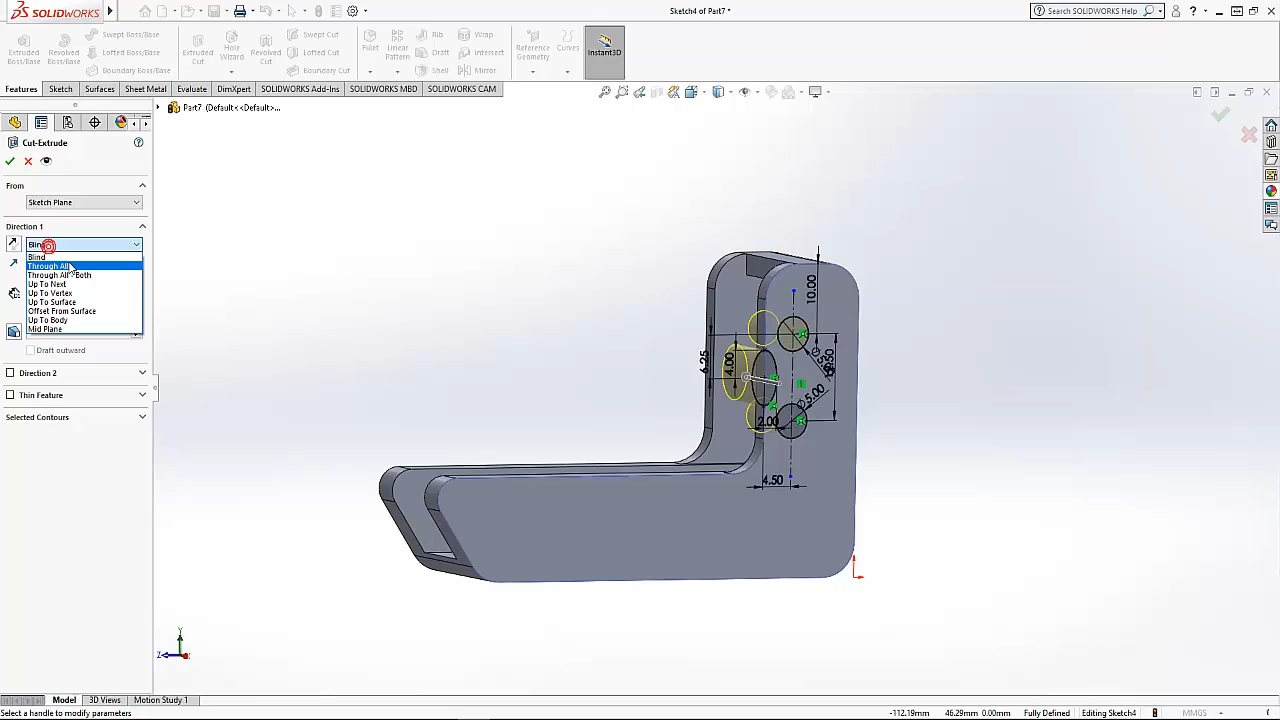 SOLIDWORKS
Sketch4 of Part7 *
Search SOLIDWORKS Help
Extruded Boss/Base
Revolved Boss/Base
Swept Boss/Base
Lofted Boss/Base
Boundary Boss/Base
Extruded Cut
Hole Wizard
Revolved Cut
Swept Cut
Lofted Cut
Boundary Cut
Fillet
Linear Pattern
Rib
Draft
Shell
Wrap
Intersect
Mirror
Reference Geometry
Curves
Instant3D
Features Sketch Surfaces Sheet Metal Evaluate DimXpert SOLIDWORKS Add-Ins SOLIDWORKS MBD SOLIDWORKS CAM
Part7 (Default<<Default>...
Cut-Extrude
From
Sketch Plane
Direction 1
Blind
Blind
Through All
Through All - Both
Up To Next
Up To Vertex
Up To Surface
Offset From Surface
Up To Body
Mid Plane
Draft outward
Direction 2
Thin Feature
Selected Contours
10.00
6.25
4.00
∅5.00
2.00
4.50
Y
Z
Model 3D Views Motion Study 1
Select a handle to modify parameters
-112.19mm 46.29mm 0.00mm Fully Defined Editing Sketch4 MMGS